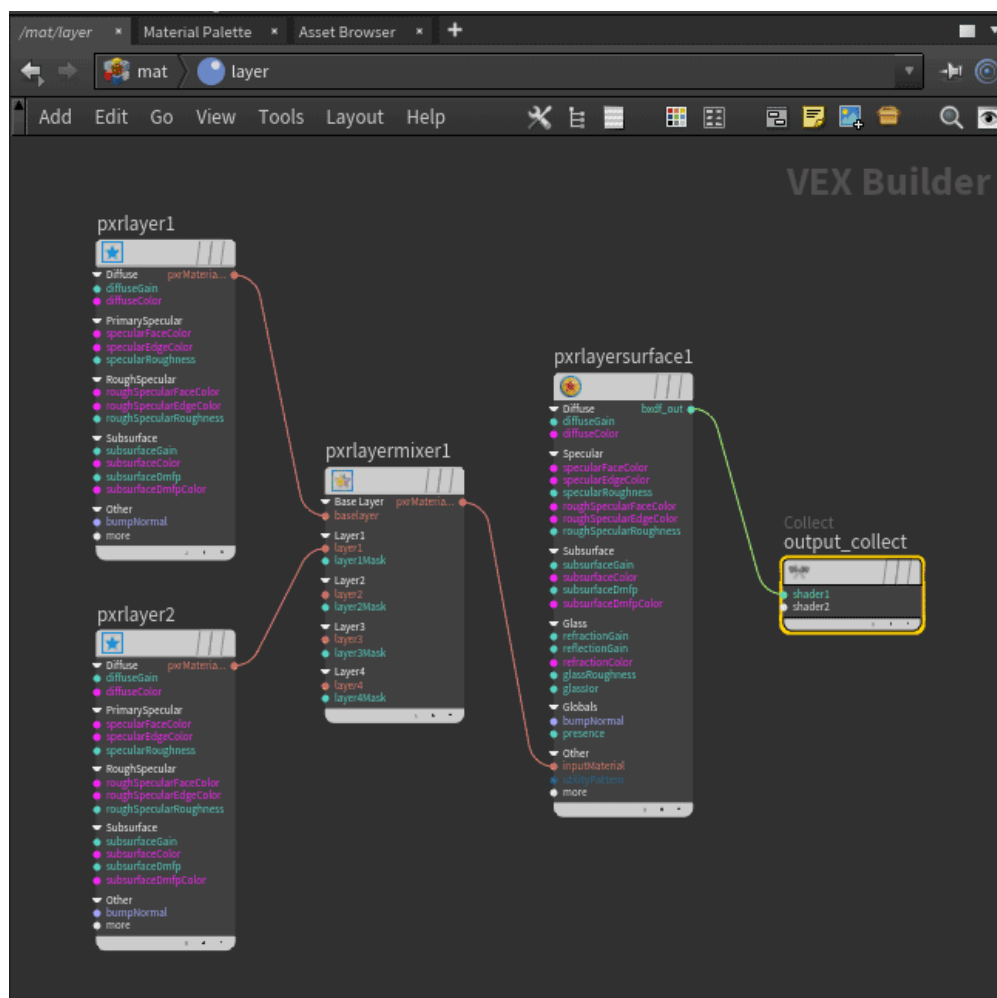 /mat/layer × Material Palette × Asset Browser × +
mat layer
Add Edit Go View Tools Layout Help
VEX Builder
pxrlayer1
Diffuse pxrMateria...
diffuseGain
diffuseColor
PrimarySpecular
specularFaceColor
specularEdgeColor
specularRoughness
RoughSpecular
roughSpecularFaceColor
roughSpecularEdgeColor
roughSpecularRoughness
Subsurface
subsurfaceGain
subsurfaceColor
subsurfaceDmfp
subsurfaceDmfpColor
Other
bumpNormal
more
pxrlayer2
Diffuse pxrMateria...
diffuseGain
diffuseColor
PrimarySpecular
specularFaceColor
specularEdgeColor
specularRoughness
RoughSpecular
roughSpecularFaceColor
roughSpecularEdgeColor
roughSpecularRoughness
Subsurface
subsurfaceGain
subsurfaceColor
subsurfaceDmfp
subsurfaceDmfpColor
Other
bumpNormal
more
pxrlayermixer1
Base Layer pxrMateria...
baselayer
Layer1
layer1
layer1Mask
Layer2
layer2
layer2Mask
Layer3
layer3
layer3Mask
Layer4
layer4
layer4Mask
pxrlayersurface1
Diffuse bxdf_out
diffuseGain
diffuseColor
Specular
specularFaceColor
specularEdgeColor
specularRoughness
roughSpecularFaceColor
roughSpecularEdgeColor
roughSpecularRoughness
Subsurface
subsurfaceGain
subsurfaceColor
subsurfaceDmfp
subsurfaceDmfpColor
Glass
refractionGain
reflectionGain
refractionColor
glassRoughness
glassIor
Globals
bumpNormal
presence
Other
inputMaterial
utilityPattern
more
Collect
output_collect
shader1
shader2